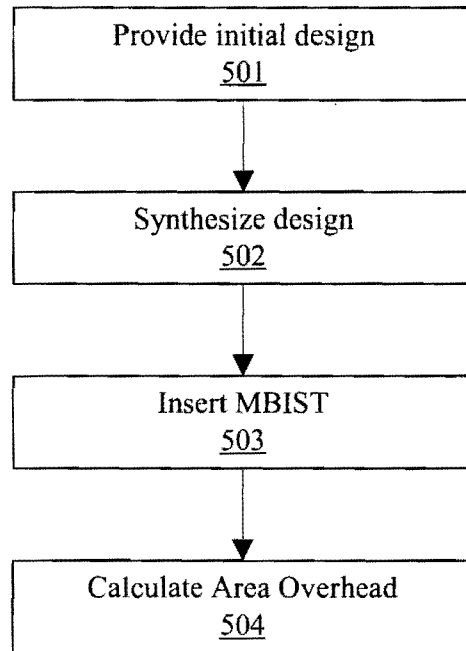 Provide initial design
501
Synthesize design
502
Insert MBIST
503
Calculate Area Overhead
504